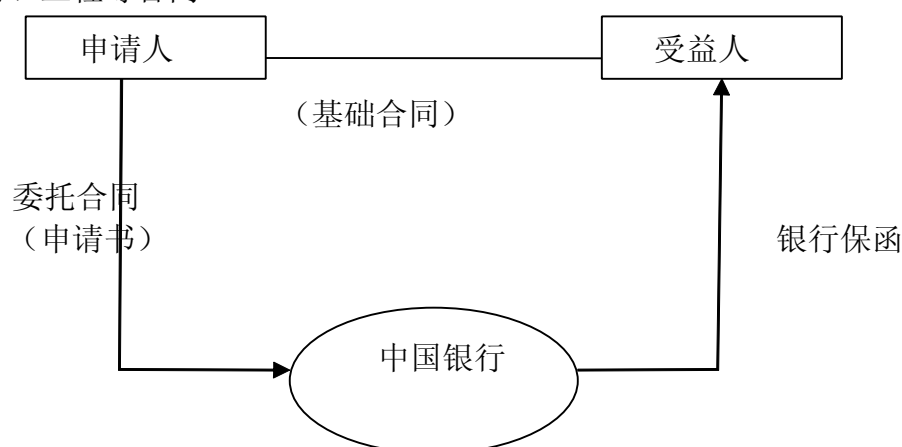 申请人
受益人
（基础合同）
委托合同
（申请书）
银行保函
中国银行